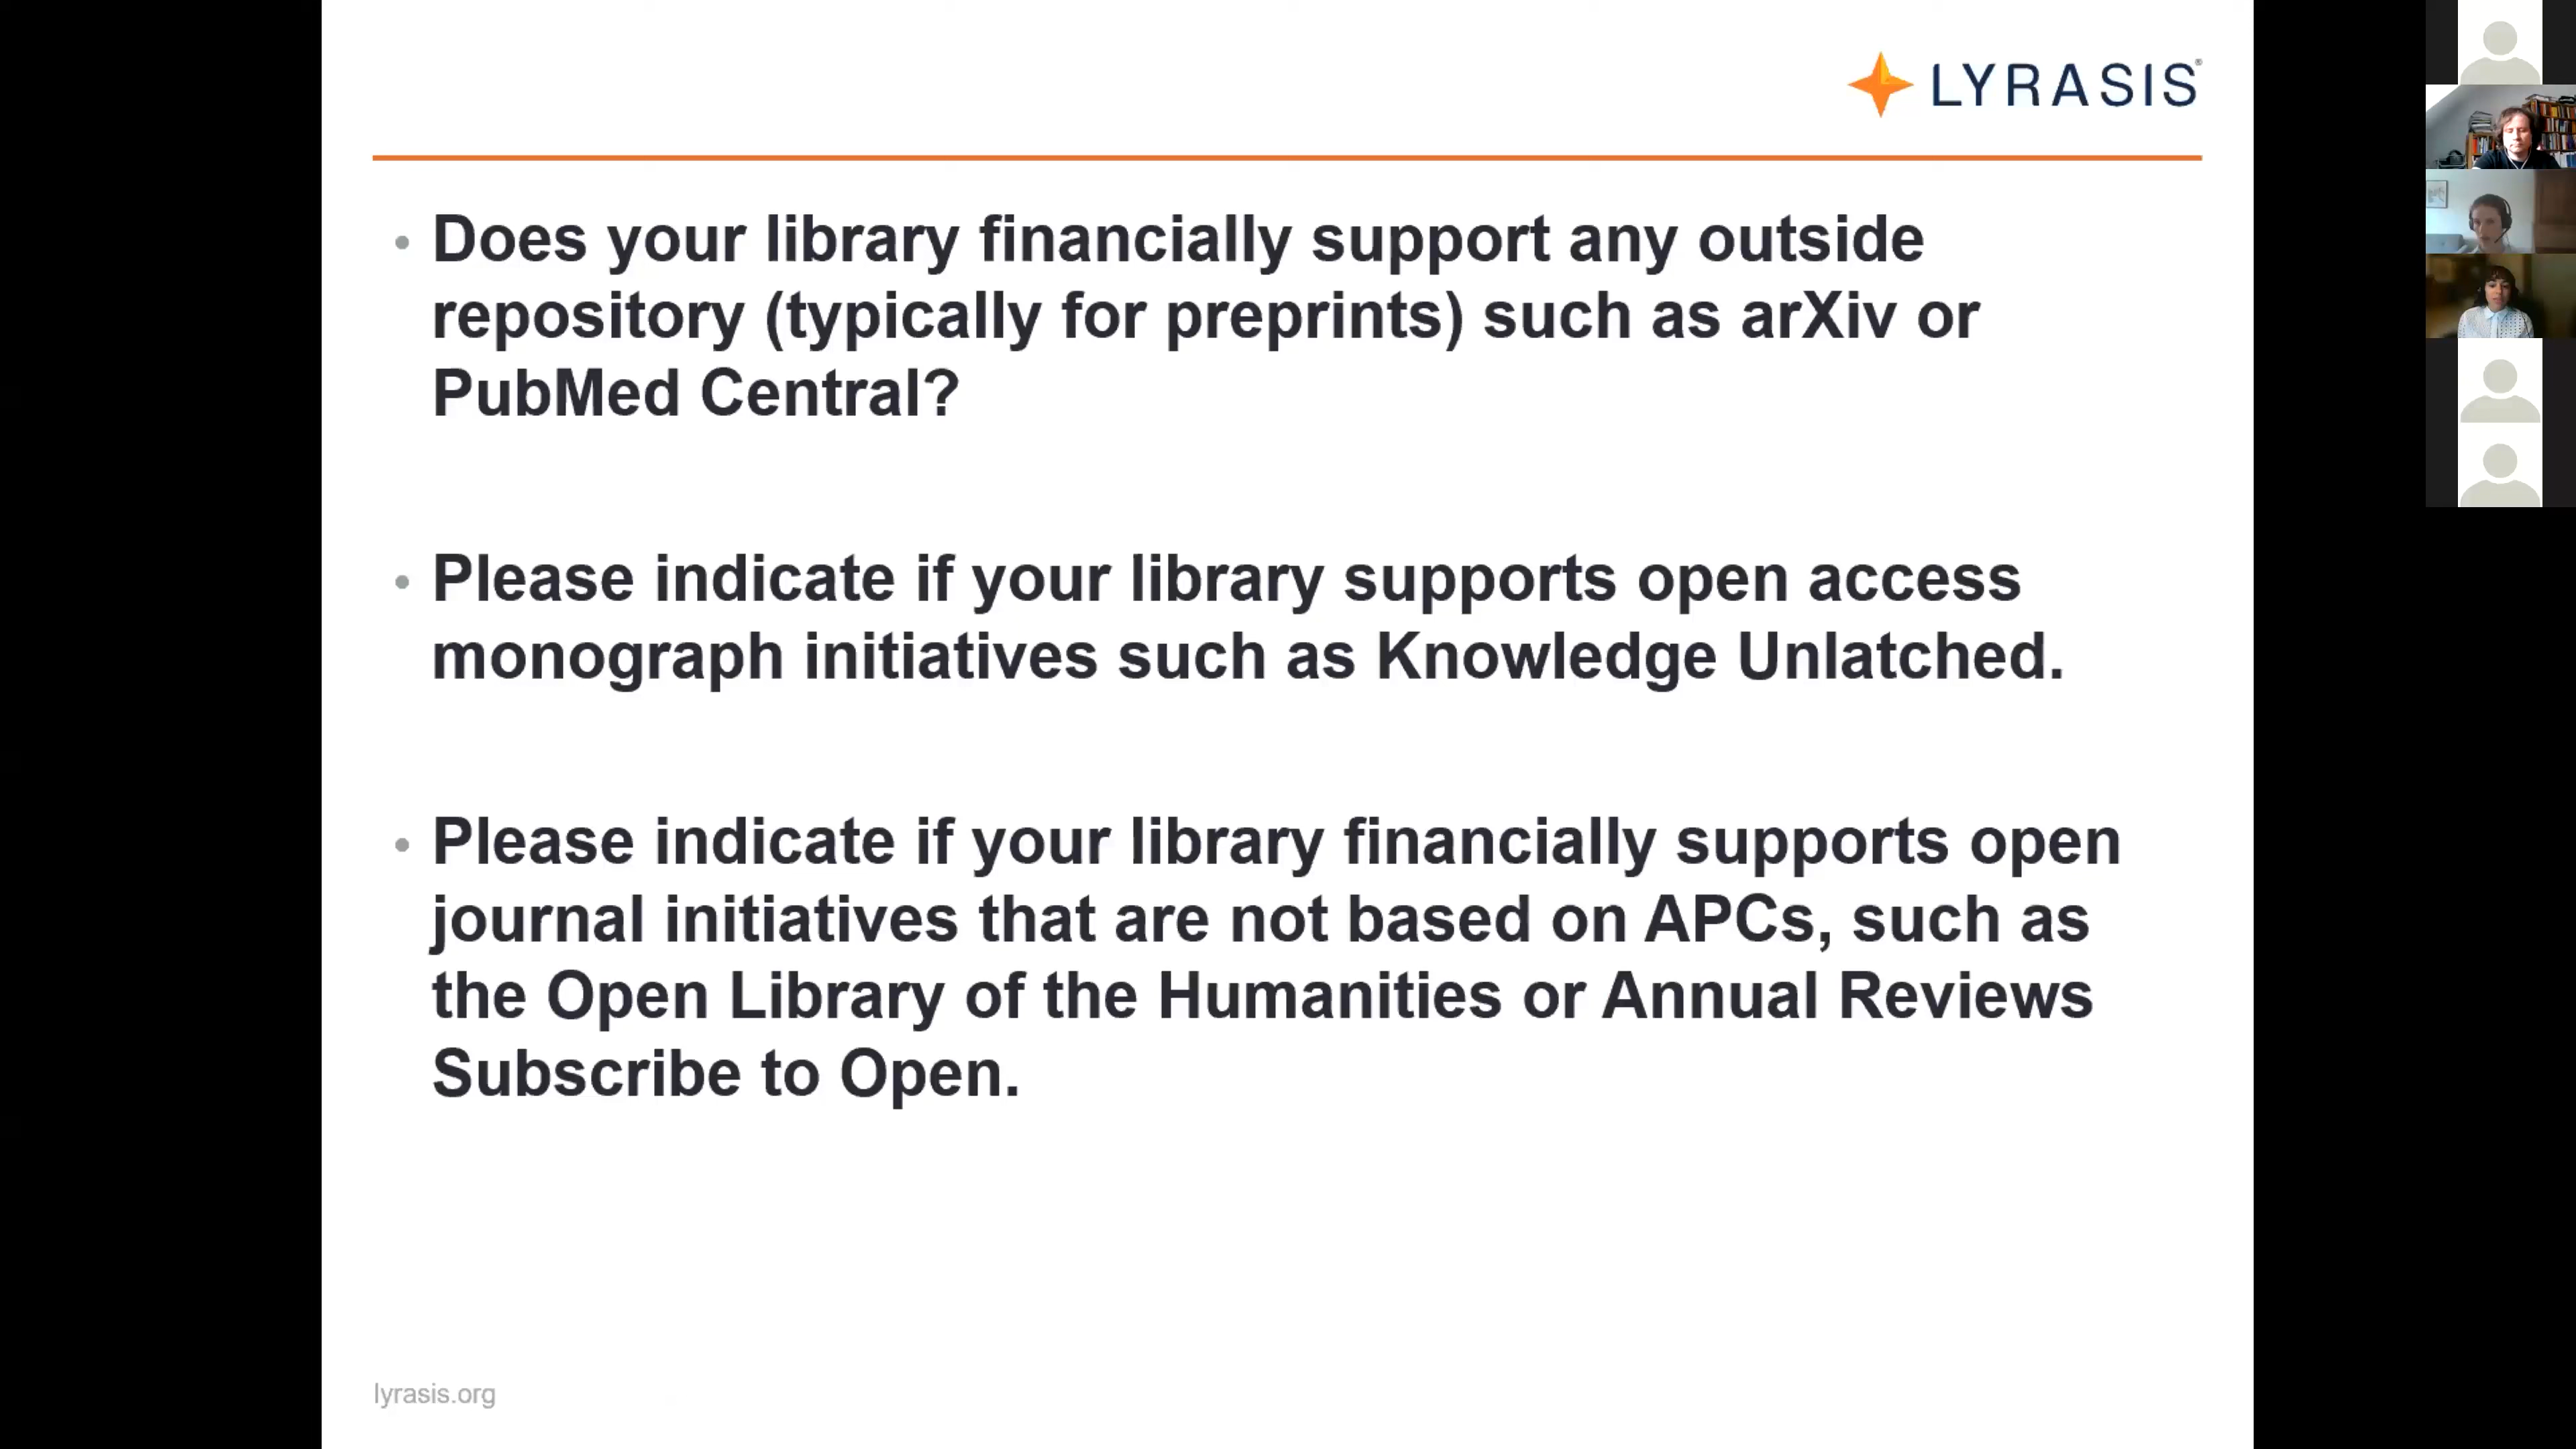 LYRASIS®
• Does your library financially support any outside
repository (typically for preprints) such as arXiv or
PubMed Central?
• Please indicate if your library supports open access
monograph initiatives such as Knowledge Unlatched.
• Please indicate if your library financially supports open
journal initiatives that are not based on APCs, such as
the Open Library of the Humanities or Annual Reviews
Subscribe to Open.
lyrasis.org